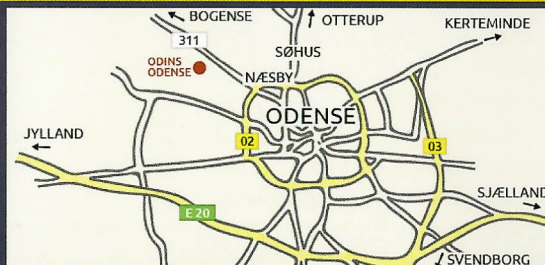 BOGENSE
OTTERUP
KERTEMINDE
311
SØHUS
ODINS
ODENSE
NÆSBY
ODENSE
JYLLAND
02
03
SJÆLLAND
E 20
SVENDBORG